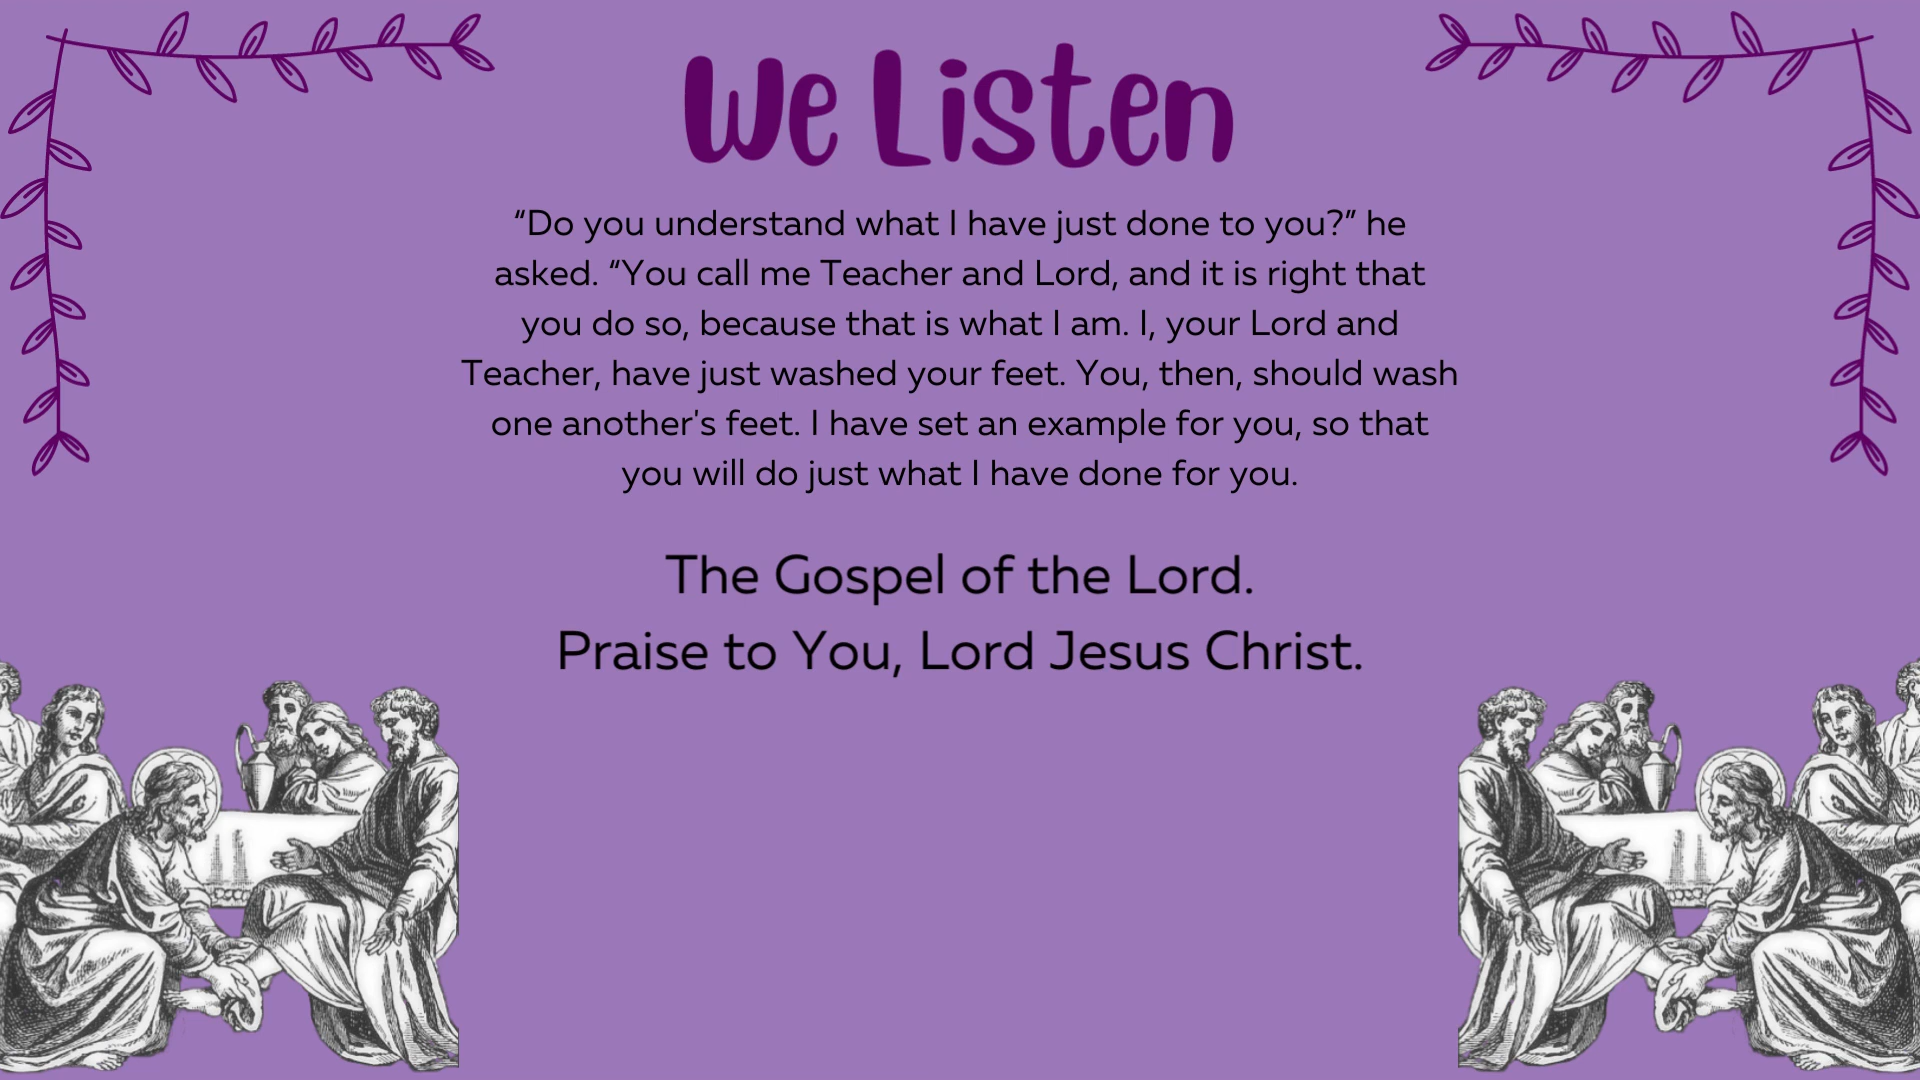 We Listen
“Do you understand what I have just done to you?” he
asked. “You call me Teacher and Lord, and it is right that
you do so, because that is what I am. I, your Lord and
Teacher, have just washed your feet. You, then, should wash
one another's feet. I have set an example for you, so that
you will do just what I have done for you.
The Gospel of the Lord.
Praise to You, Lord Jesus Christ.